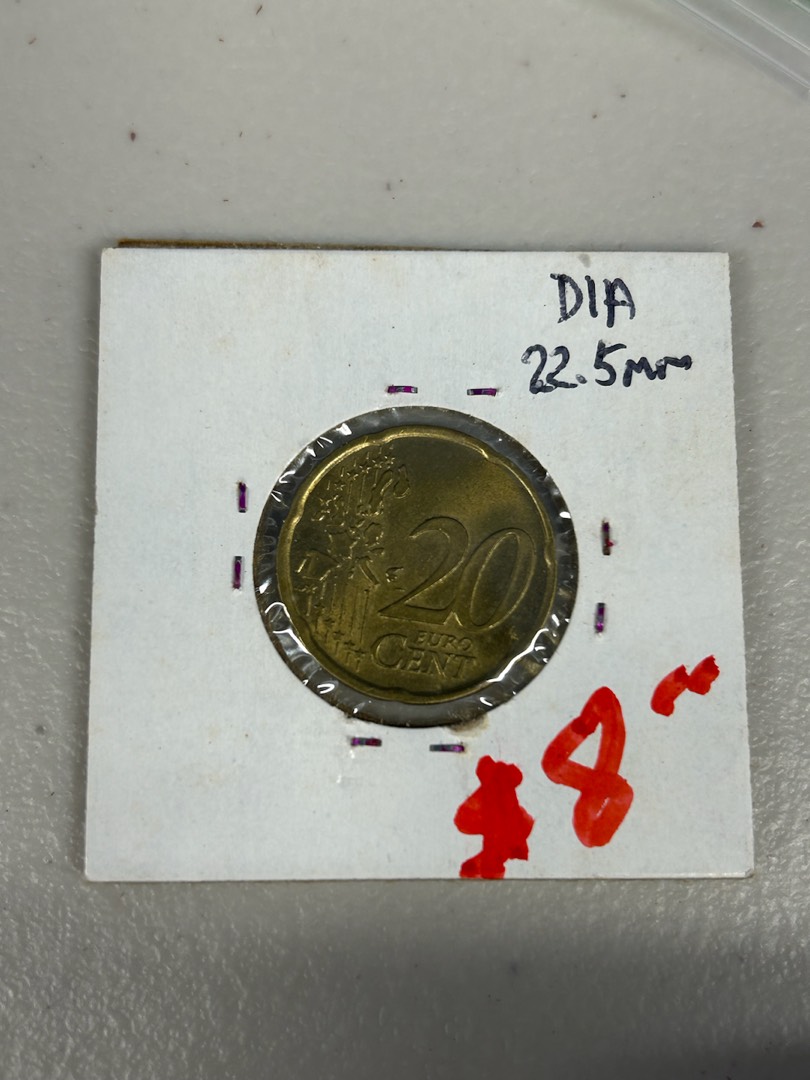 DIA
22.5mm
20
EURO
CENT
$8~